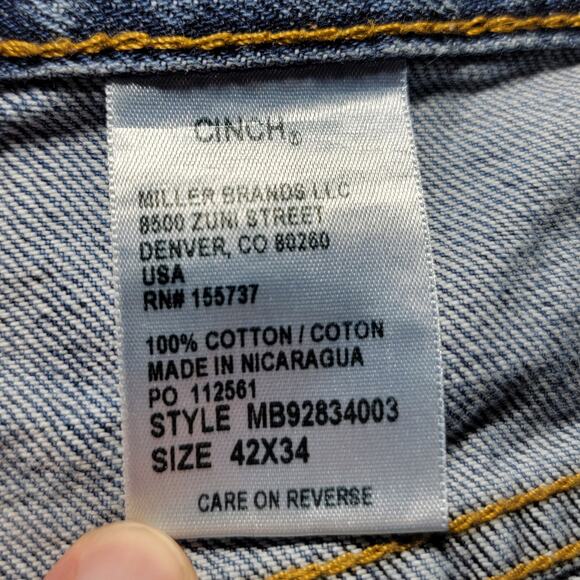 CINCH®
MILLER BRANDS LLC
8500 ZUNI STREET
DENVER, CO 80260
USA
RN# 155737
100% COTTON / COTON
MADE IN NICARAGUA
PO 112561
STYLE MB92834003
SIZE 42X34
CARE ON REVERSE